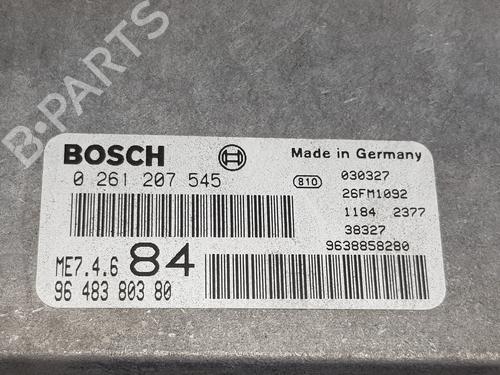 B-PARTS
BOSCH
Made in Germany
0 261 207 545
810
030327
26FM1092
1184 2377
38327
9638858280
ME7.4.6 84
96 483 803 80